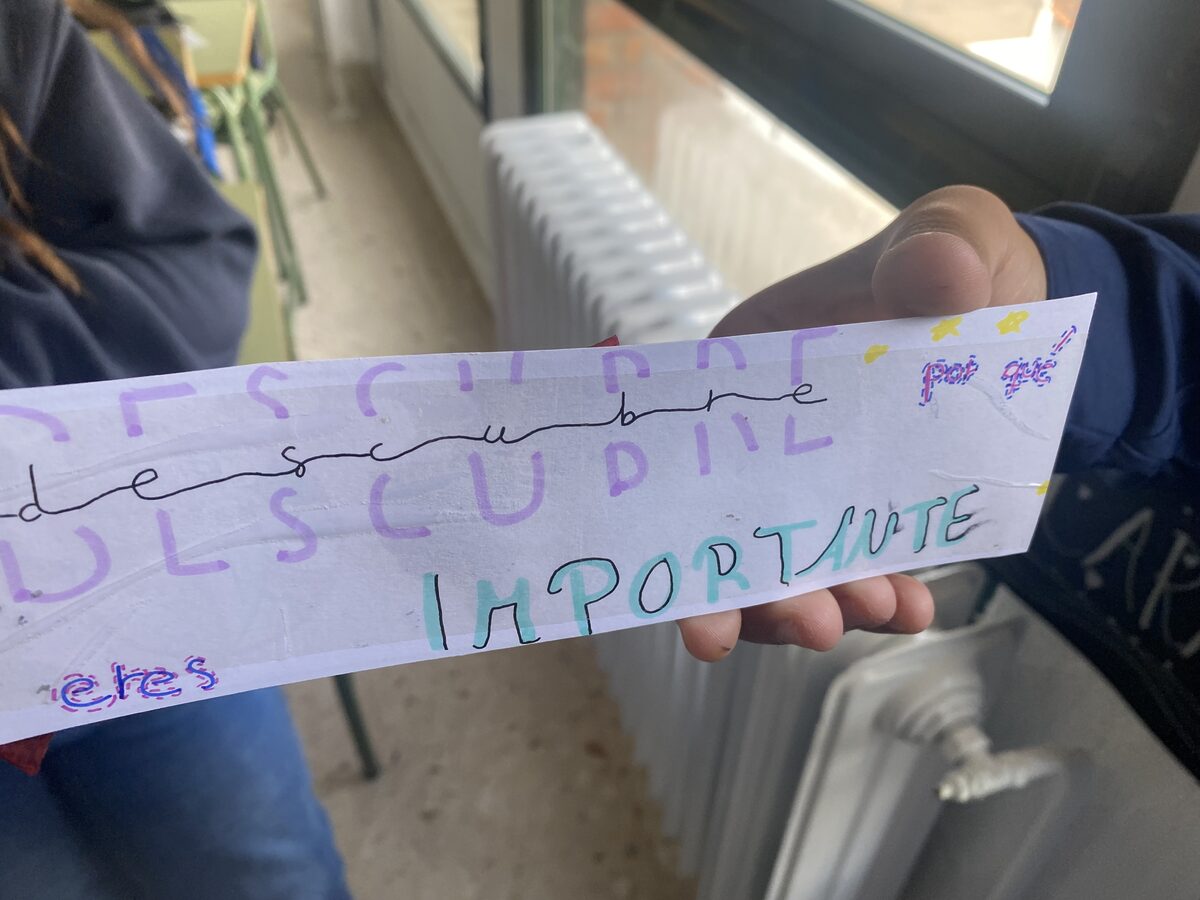 descubre
DESCUBRE
por qué
eres
IMPORTANTE